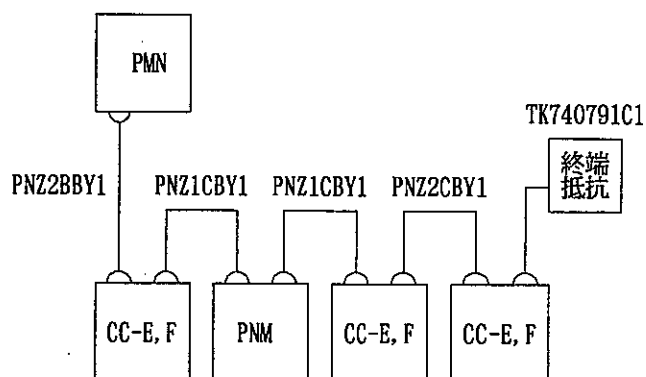 PMN
TK740791C1
終端
抵抗
PNZ2BBY1
PNZ1CBY1
PNZ1CBY1
PNZ2CBY1
CC-E, F
PNM
CC-E, F
CC-E, F